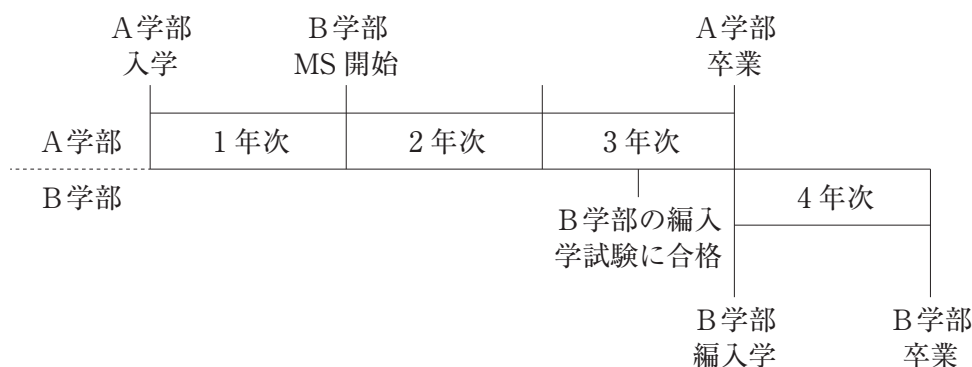 A学部
入学
B学部
MS開始
A学部
卒業
A学部
1年次
2年次
3年次
B学部
4年次
B学部の編入
学試験に合格
B学部
編入学
B学部
卒業